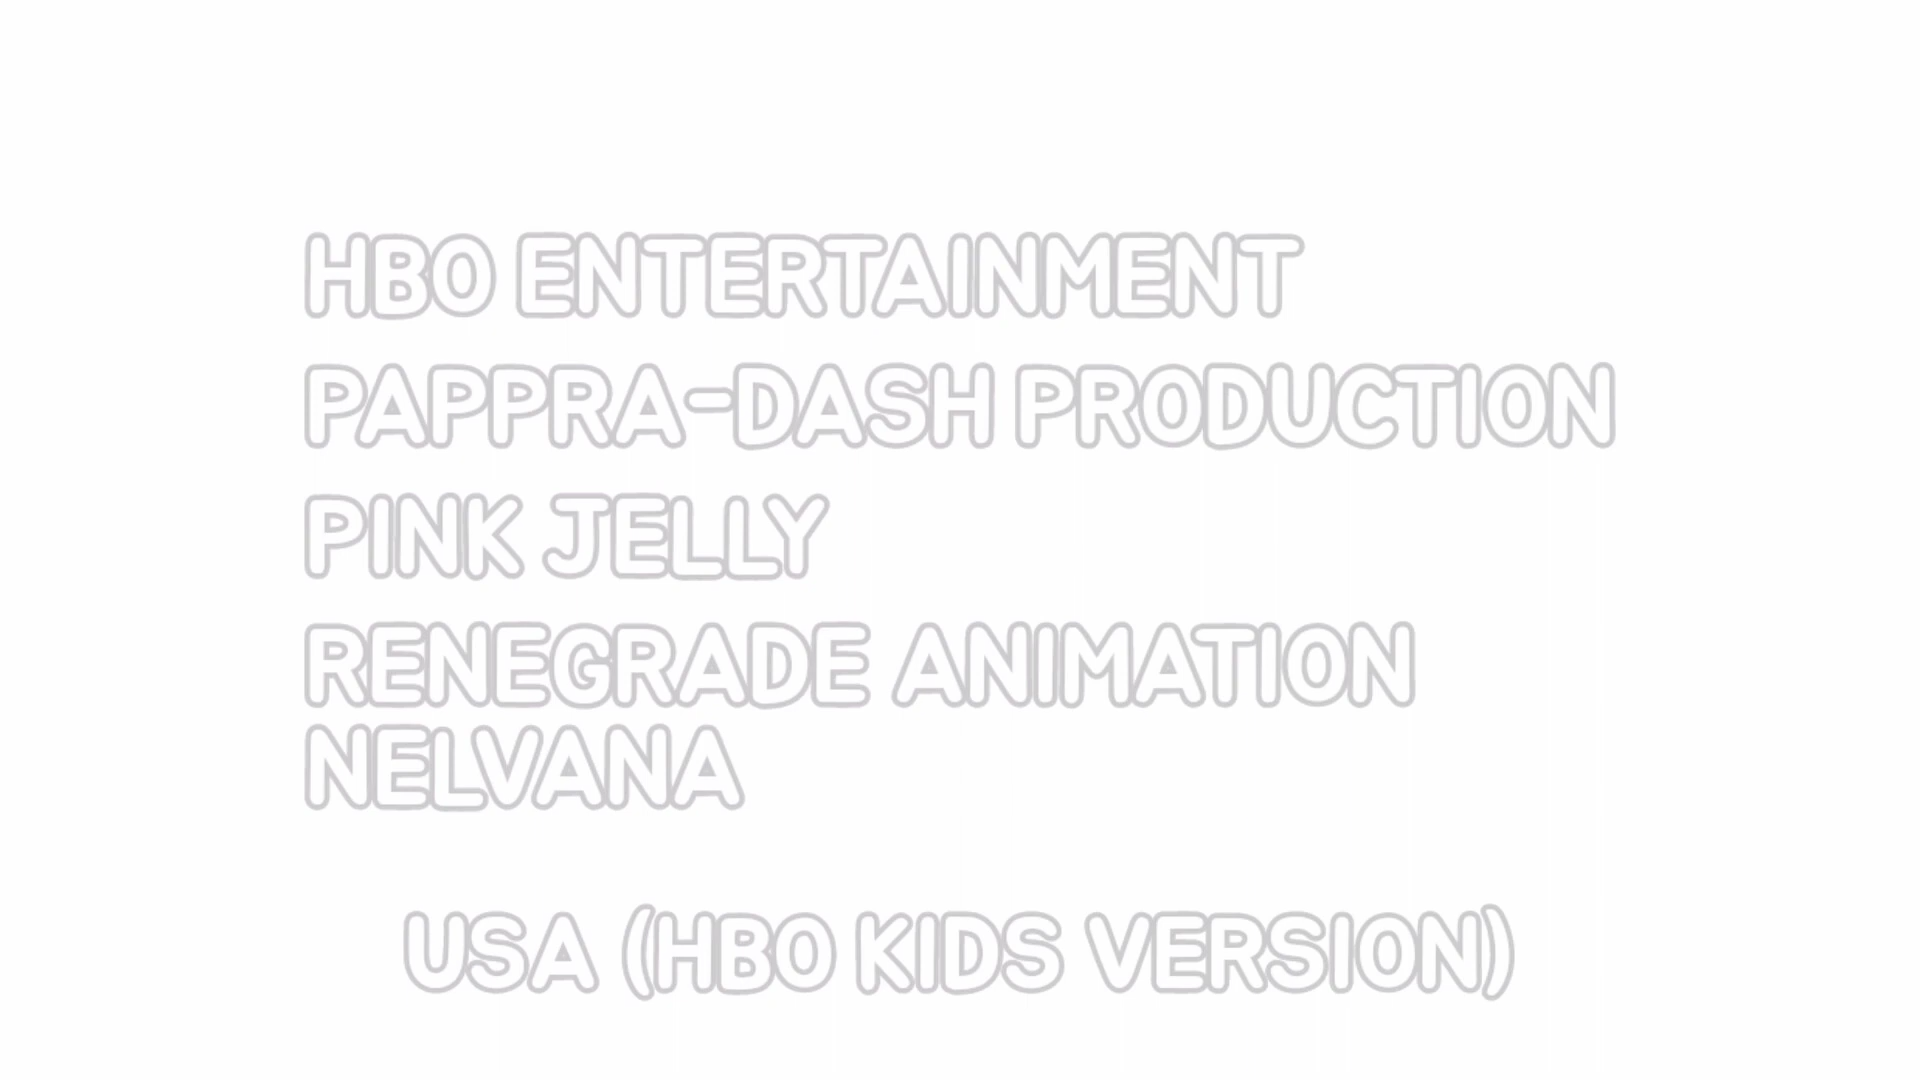 HBO ENTERTAINMENT
PAPPRA-DASH PRODUCTION
PINK JELLY
RENEGRADE ANIMATION
NELVANA
USA (HBO KIDS VERSION)